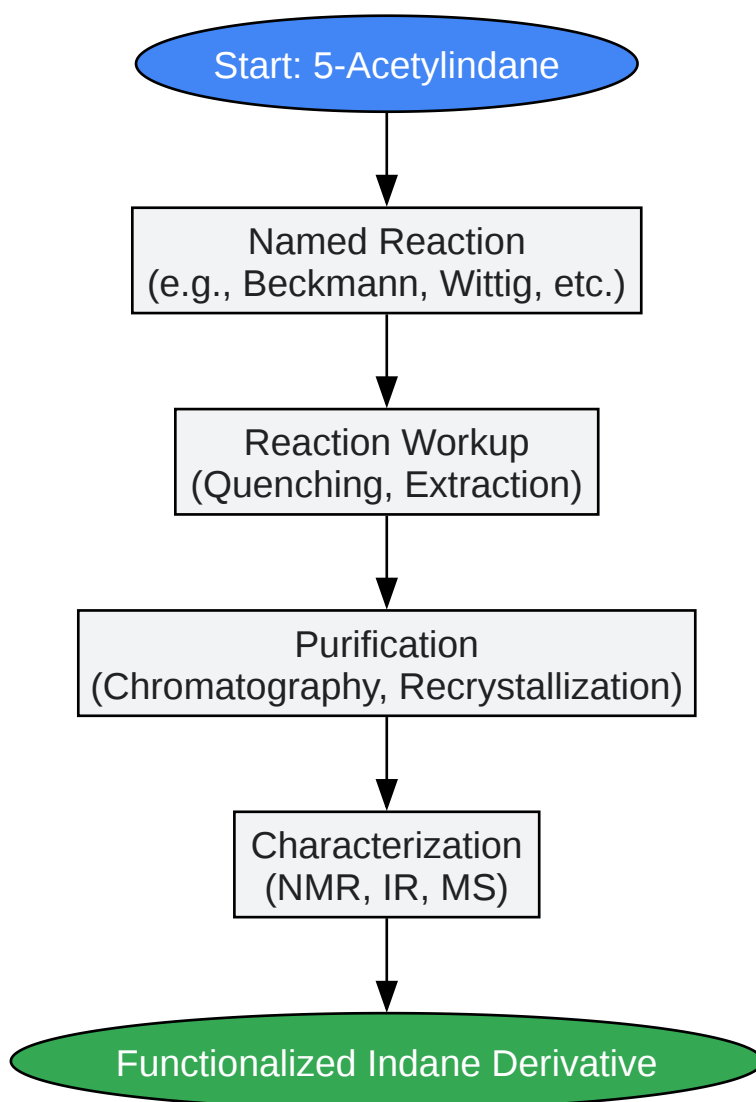 Start: 5-Acetylindane
Named Reaction
(e.g., Beckmann, Wittig, etc.)
Reaction Workup
(Quenching, Extraction)
Purification
(Chromatography, Recrystallization)
Characterization
(NMR, IR, MS)
Functionalized Indane Derivative